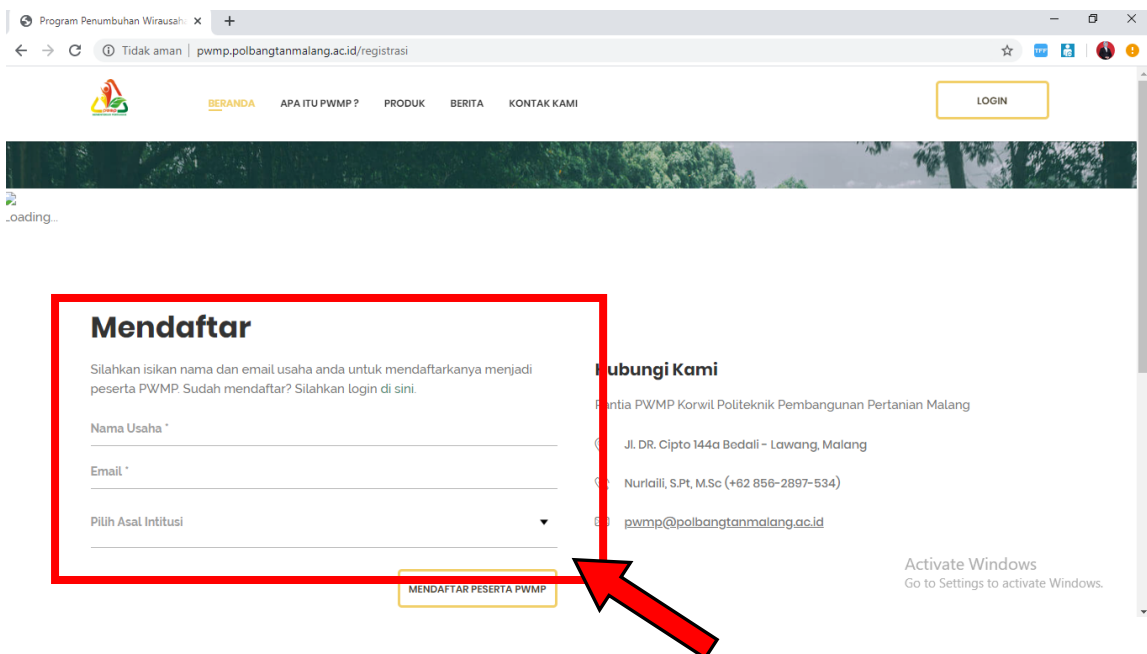 Program Penumbuhan Wirausah
Tidak aman | pwmp.polbangtanmalang.ac.id/registrasi
BERANDA
APA ITU PWMP ?
PRODUK
BERITA
KONTAK KAMI
LOGIN
Loading...
Mendaftar
Silahkan isikan nama dan email usaha anda untuk mendaftarkanya menjadi
peserta PWMP. Sudah mendaftar? Silahkan login di sini.
Nama Usaha *
Email *
Pilih Asal Intitusi
MENDAFTAR PESERTA PWMP
Hubungi Kami
Pantia PWMP Korwil Politeknik Pembangunan Pertanian Malang
Jl. DR. Cipto 144a Bedali - Lawang, Malang
Nurlaili, S.Pt, M.Sc (+62 856-2897-534)
pwmp@polbangtanmalang.ac.id
Activate Windows
Go to Settings to activate Windows.